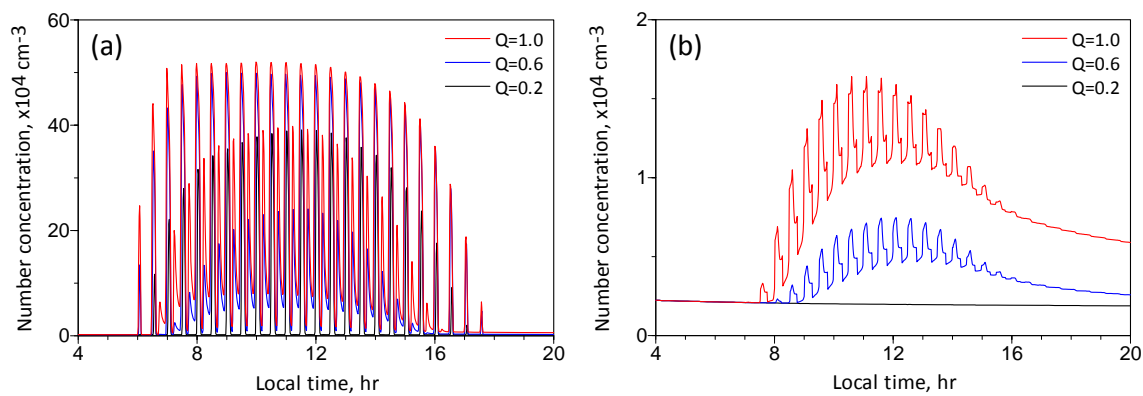 (a)
Q=1.0
Q=0.6
Q=0.2
Number concentration, x10⁴ cm-3
60
40
20
0
4 8 12 16 20
Local time, hr
(b)
Q=1.0
Q=0.6
Q=0.2
Number concentration, x10⁴ cm-3
2
1
0
4 8 12 16 20
Local time, hr